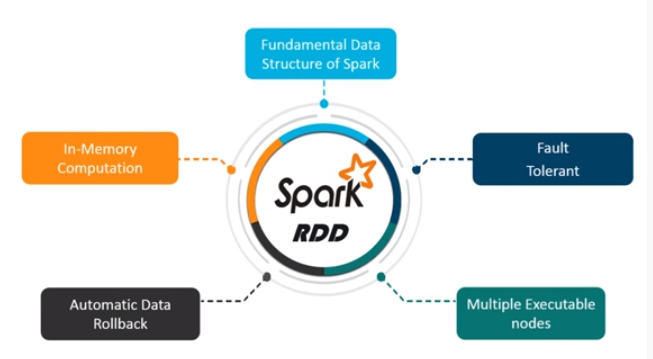 Fundamental Data
Structure of Spark
In-Memory
Computation
Fault
Tolerant
Spark
RDD
Automatic Data
Rollback
Multiple Executable
nodes